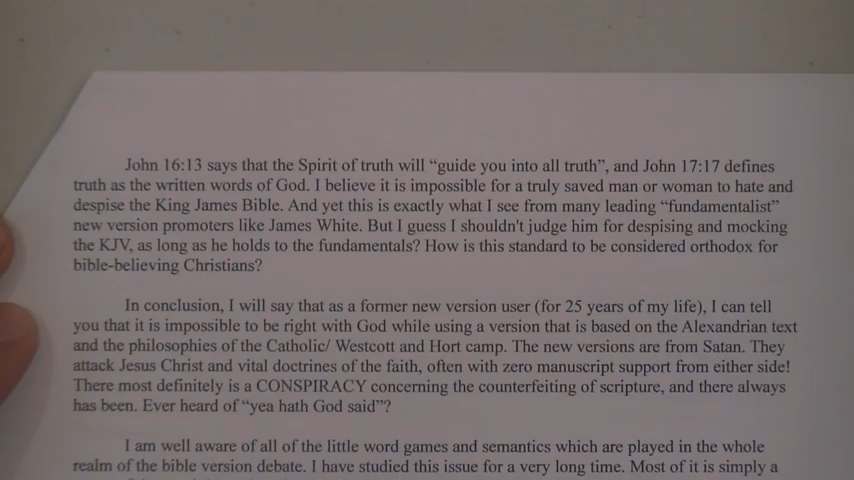 John 16:13 says that the Spirit of truth will “guide you into all truth”, and John 17:17 defines
truth as the written words of God. I believe it is impossible for a truly saved man or woman to hate and
despise the King James Bible. And yet this is exactly what I see from many leading “fundamentalist”
new version promoters like James White. But I guess I shouldn't judge him for despising and mocking
the KJV, as long as he holds to the fundamentals? How is this standard to be considered orthodox for
bible-believing Christians?
In conclusion, I will say that as a former new version user (for 25 years of my life), I can tell
you that it is impossible to be right with God while using a version that is based on the Alexandrian text
and the philosophies of the Catholic/ Westcott and Hort camp. The new versions are from Satan. They
attack Jesus Christ and vital doctrines of the faith, often with zero manuscript support from either side!
There most definitely is a CONSPIRACY concerning the counterfeiting of scripture, and there always
has been. Ever heard of “yea hath God said”?
I am well aware of all of the little word games and semantics which are played in the whole
realm of the bible version debate. I have studied this issue for a very long time. Most of it is simply a